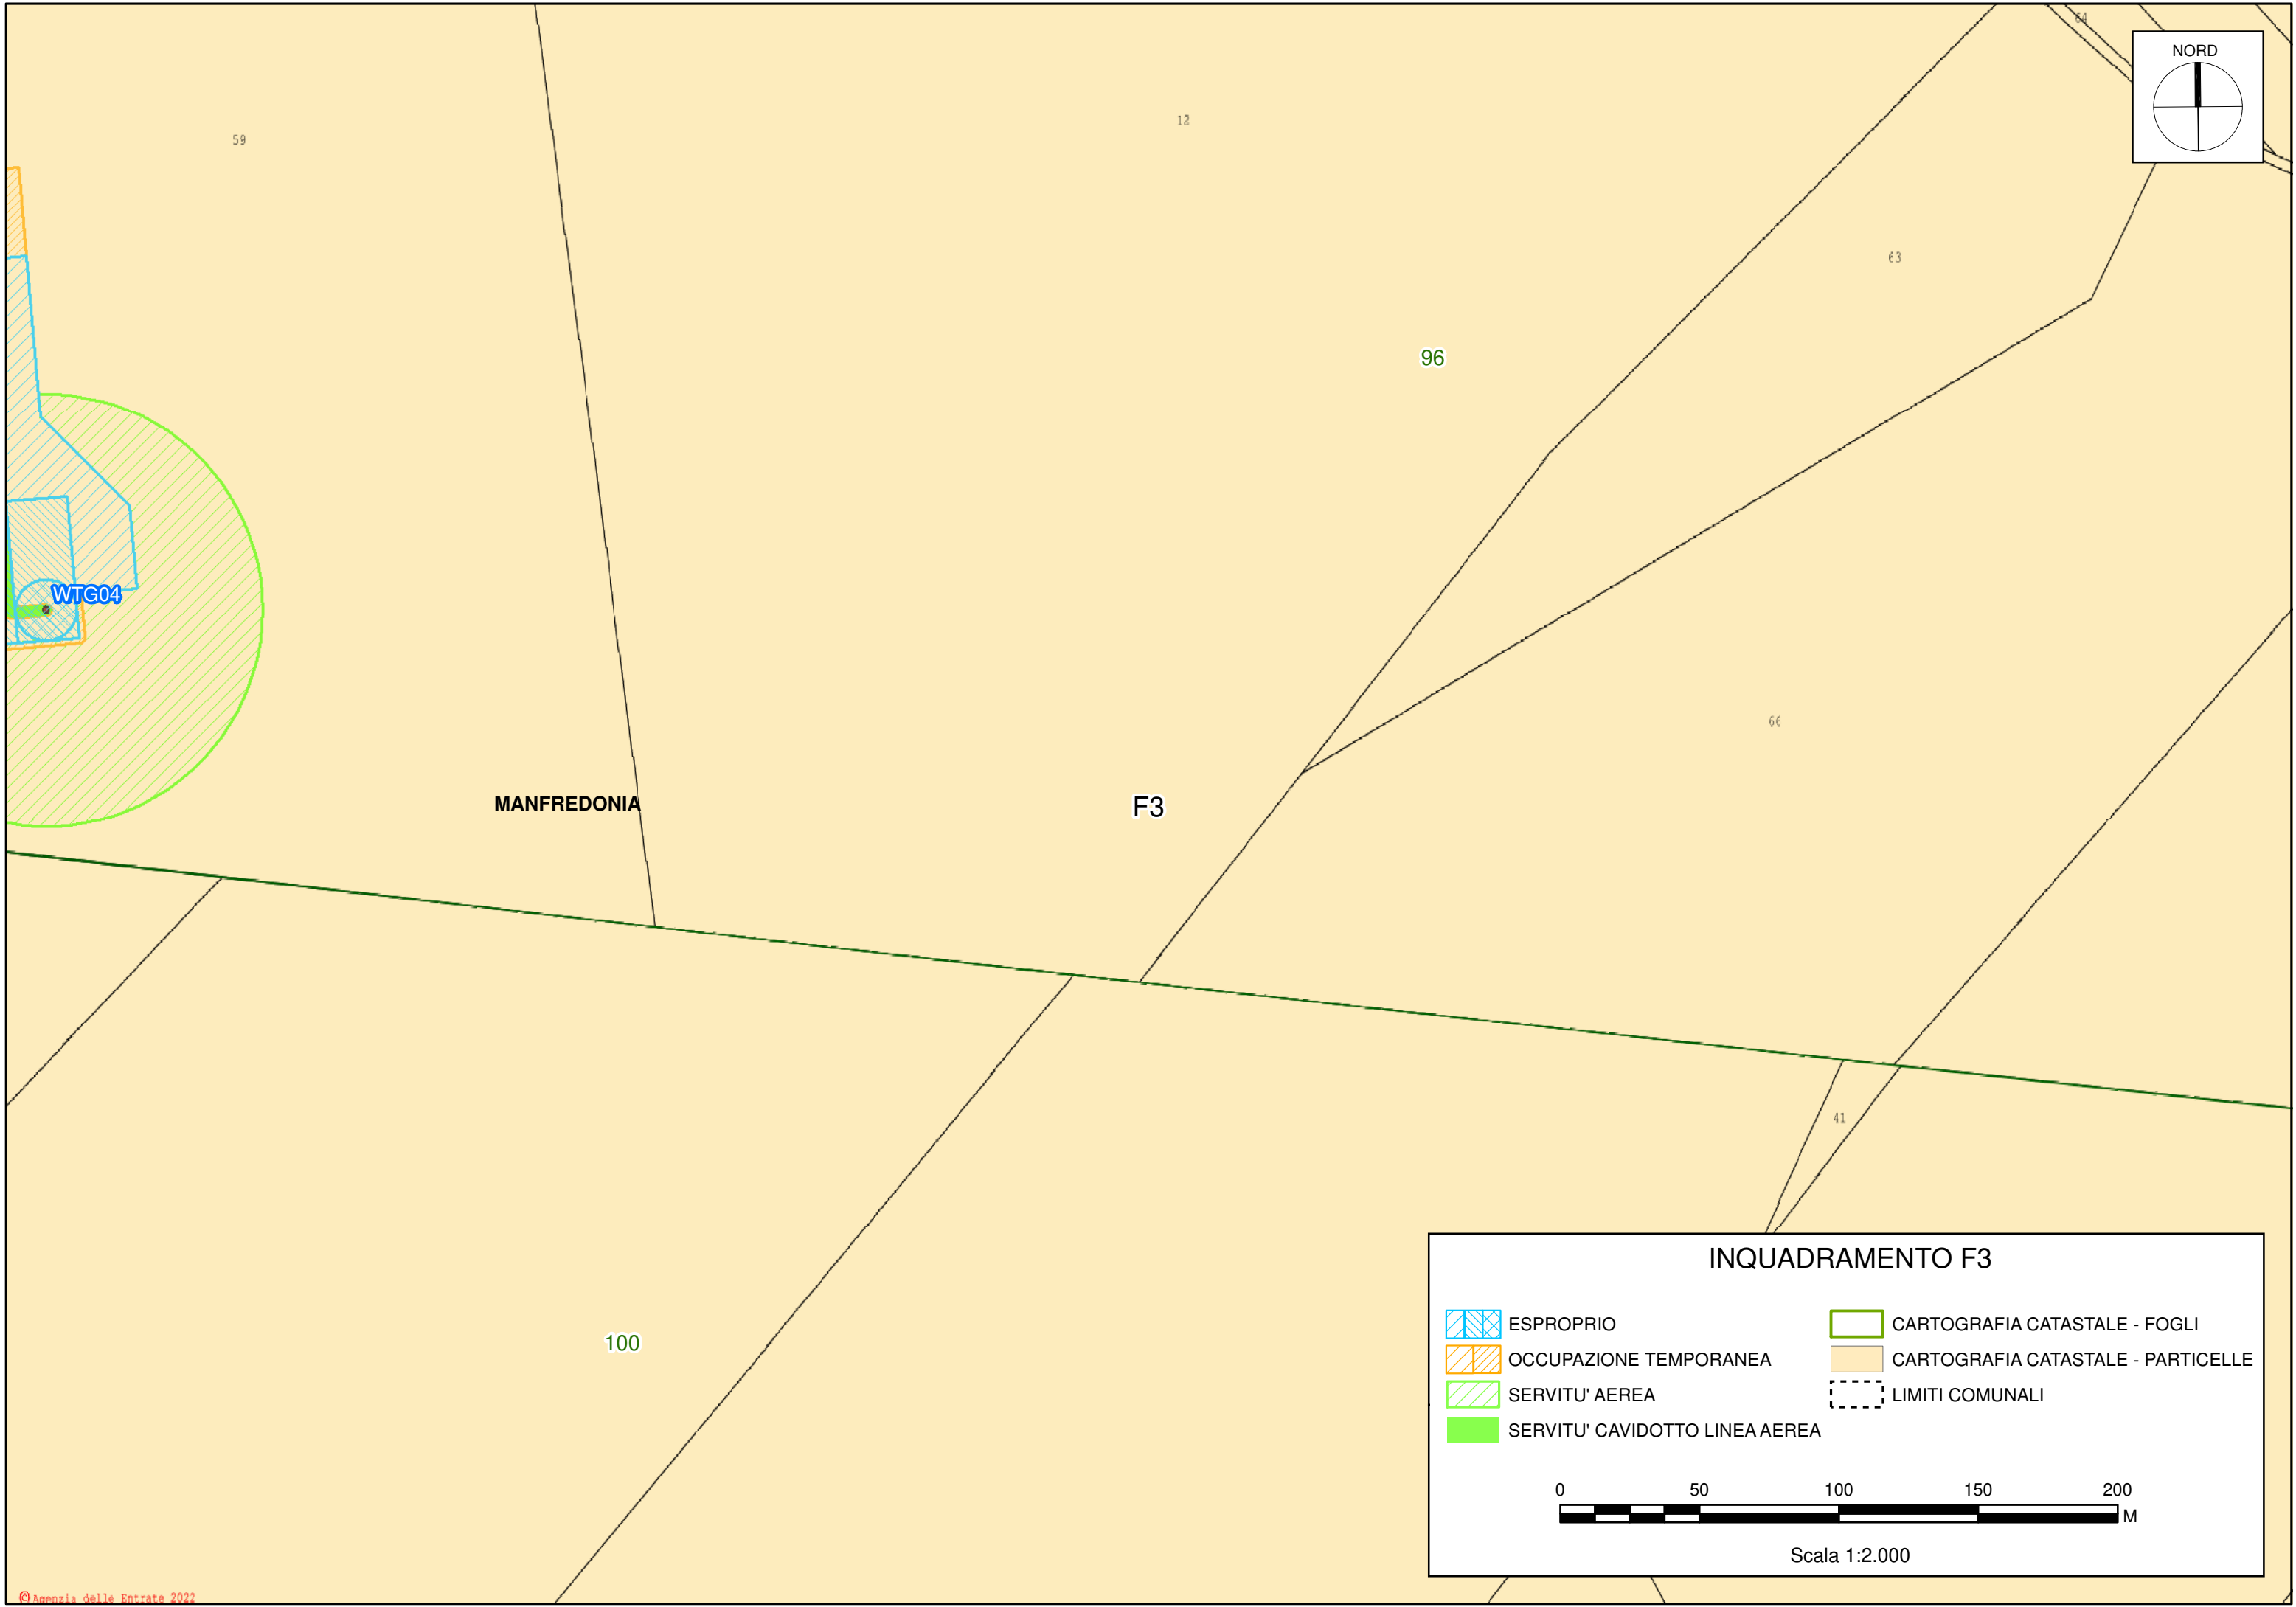 64
NORD
12
59
63
96
WTG04
66
MANFREDONIA
F3
41
INQUADRAMENTO F3
ESPROPRIO
OCCUPAZIONE TEMPORANEA
SERVITU' AEREA
SERVITU' CAVIDOTTO LINEA AEREA
CARTOGRAFIA CATASTALE - FOGLI
CARTOGRAFIA CATASTALE - PARTICELLE
LIMITI COMUNALI
0 50 100 150 200
M
Scala 1:2.000
100
© Agenzia delle Entrate 2022